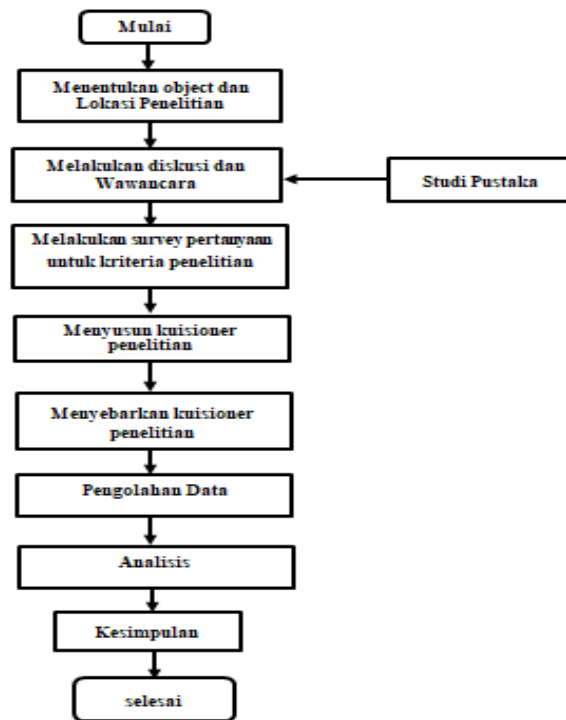 Mulai
Menentukan object dan
Lokasi Penelitian
Melakukan diskusi dan
Wawancara
Studi Pustaka
Melakukan survey pertanyaan
untuk kriteria penelitian
Menyusun kuisioner
penelitian
Menyebarkan kuisioner
penelitian
Pengolahan Data
Analisis
Kesimpulan
selesai